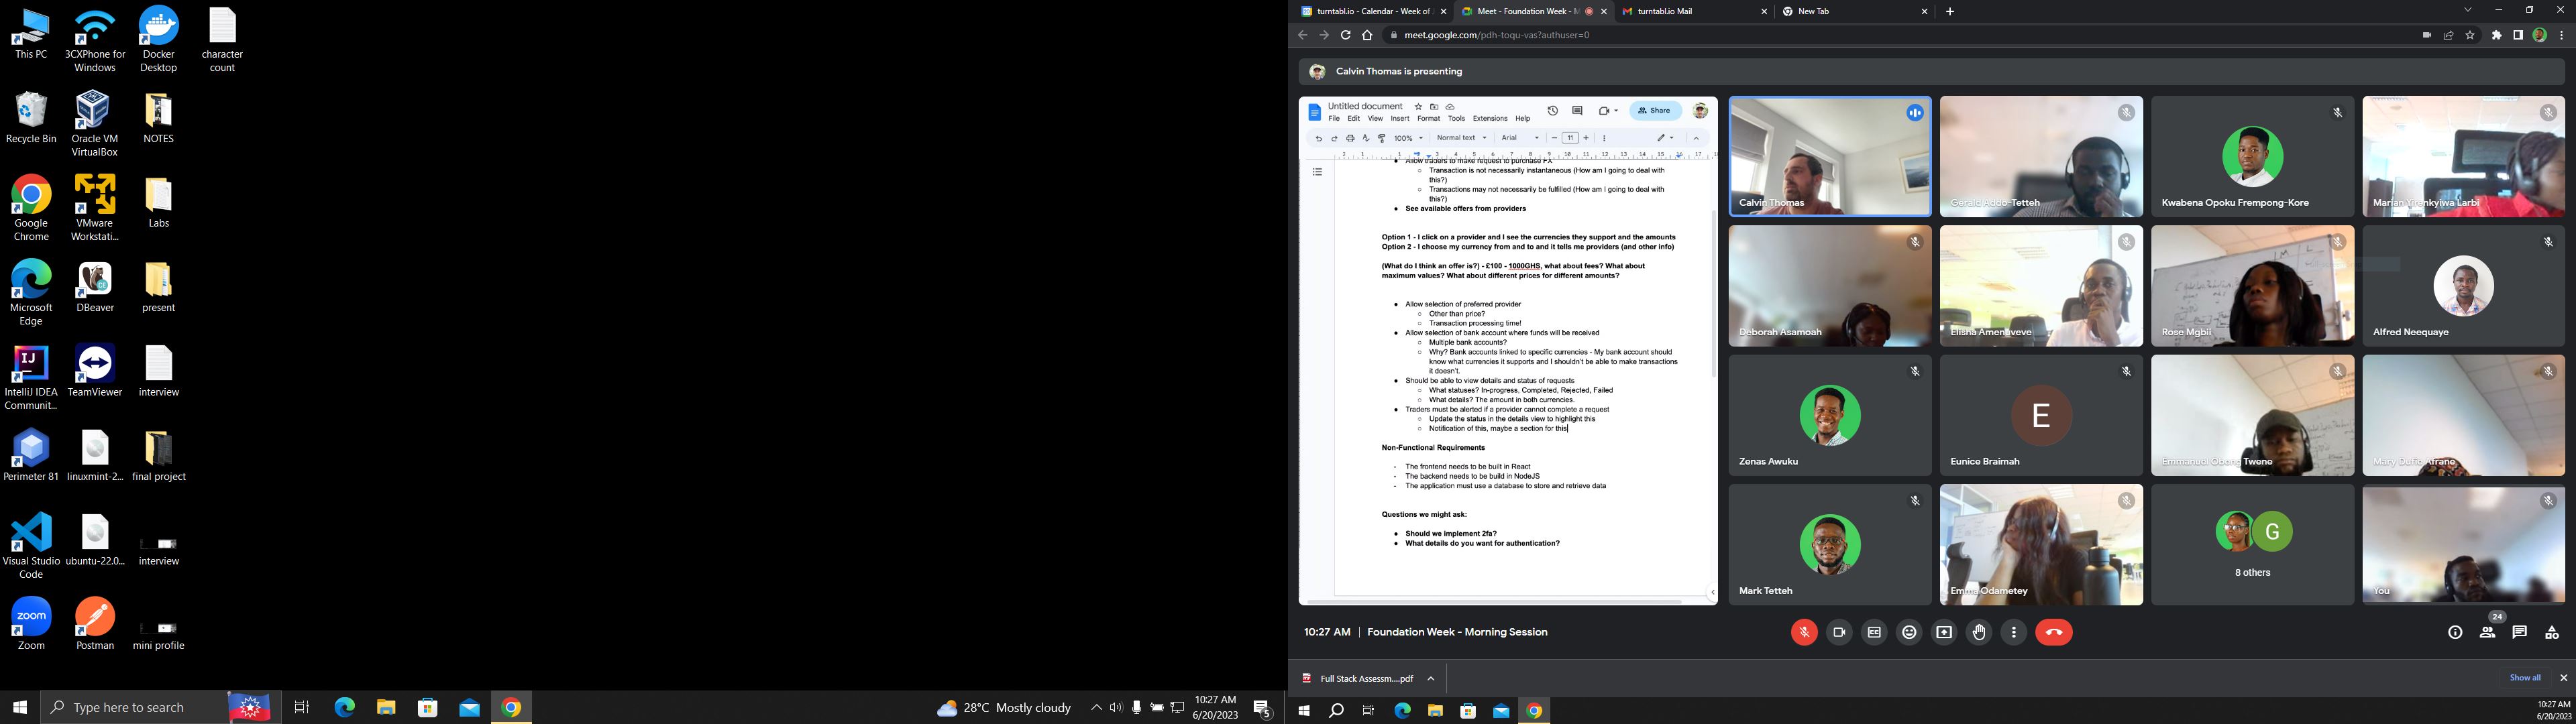 This PC
3CXPhone for
Windows
Docker
Desktop
character
count
Recycle Bin
Oracle VM
VirtualBox
NOTES
Google
Chrome
VMware
Workstati...
Labs
Microsoft
Edge
DBeaver
present
IntelliJ IDEA
Communit...
TeamViewer
interview
Perimeter 81
linuxmint-2...
final project
Visual Studio
Code
ubuntu-22.0...
interview
Zoom
Postman
mini profile
Type here to search
28°C Mostly cloudy
10:27 AM
6/20/2023
5
turntabl.io - Calendar - Week of
Meet - Foundation Week - M
turntabl.io Mail
New Tab
meet.google.com/pdh-toqu-vas?authuser=0
Calvin Thomas is presenting
Untitled document
File Edit View Insert Format Tools Extensions Help
Share
100% Normal text Arial 11
Allow traders to make request to purchase FX
Transaction is not necessarily instantaneous (How am I going to deal with
this?)
Transactions may not necessarily be fulfilled (How am I going to deal with
this?)
See available offers from providers
Option 1 - I click on a provider and I see the currencies they support and the amounts
Option 2 - I choose my currency from and to and it tells me providers (and other info)
(What do I think an offer is?) - £100 - 1000GHS, what about fees? What about
maximum values? What about different prices for different amounts?
Allow selection of preferred provider
Other than price?
Transaction processing time!
Allow selection of bank account where funds will be received
Multiple bank accounts?
Why? Bank accounts linked to specific currencies - My bank account should
know what currencies it supports and I shouldn't be able to make transactions
it doesn't.
Should be able to view details and status of requests
What statuses? In-progress, Completed, Rejected, Failed
What details? The amount in both currencies.
Traders must be alerted if a provider cannot complete a request
Update the status in the details view to highlight this
Notification of this, maybe a section for this
Non-Functional Requirements
- The frontend needs to be built in React
- The backend needs to be build in NodeJS
- The application must use a database to store and retrieve data
Questions we might ask:
Should we implement 2fa?
What details do you want for authentication?
Calvin Thomas
Gerald Addo-Tetteh
Kwabena Opoku Frempong-Kore
Marian Yirenkyiwa Larbi
Deborah Asamoah
Elisha Amenuveve
Rose Mgbii
Alfred Neequaye
Zenas Awuku
E
Eunice Braimah
Emmanuel Obeng Twene
Mary Dufie Afrane
Mark Tetteh
Emma Odametey
G
8 others
You
10:27 AM | Foundation Week - Morning Session
24
Full Stack Assessm....pdf
Show all
10:27 AM
6/20/2023